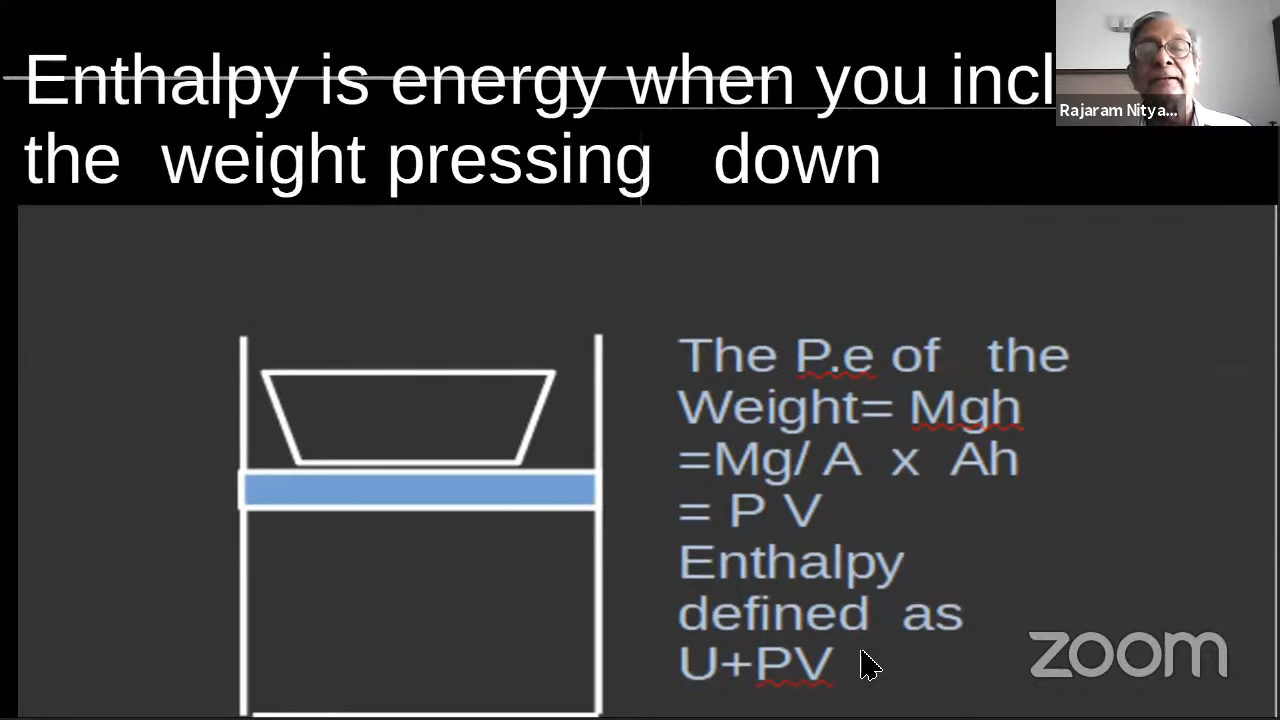 Enthalpy is energy when you incl
the weight pressing down
Rajaram Nitya...
The P.e of the
Weight= Mgh
=Mg/ A x Ah
= P V
Enthalpy
defined as
U+PV
zoom